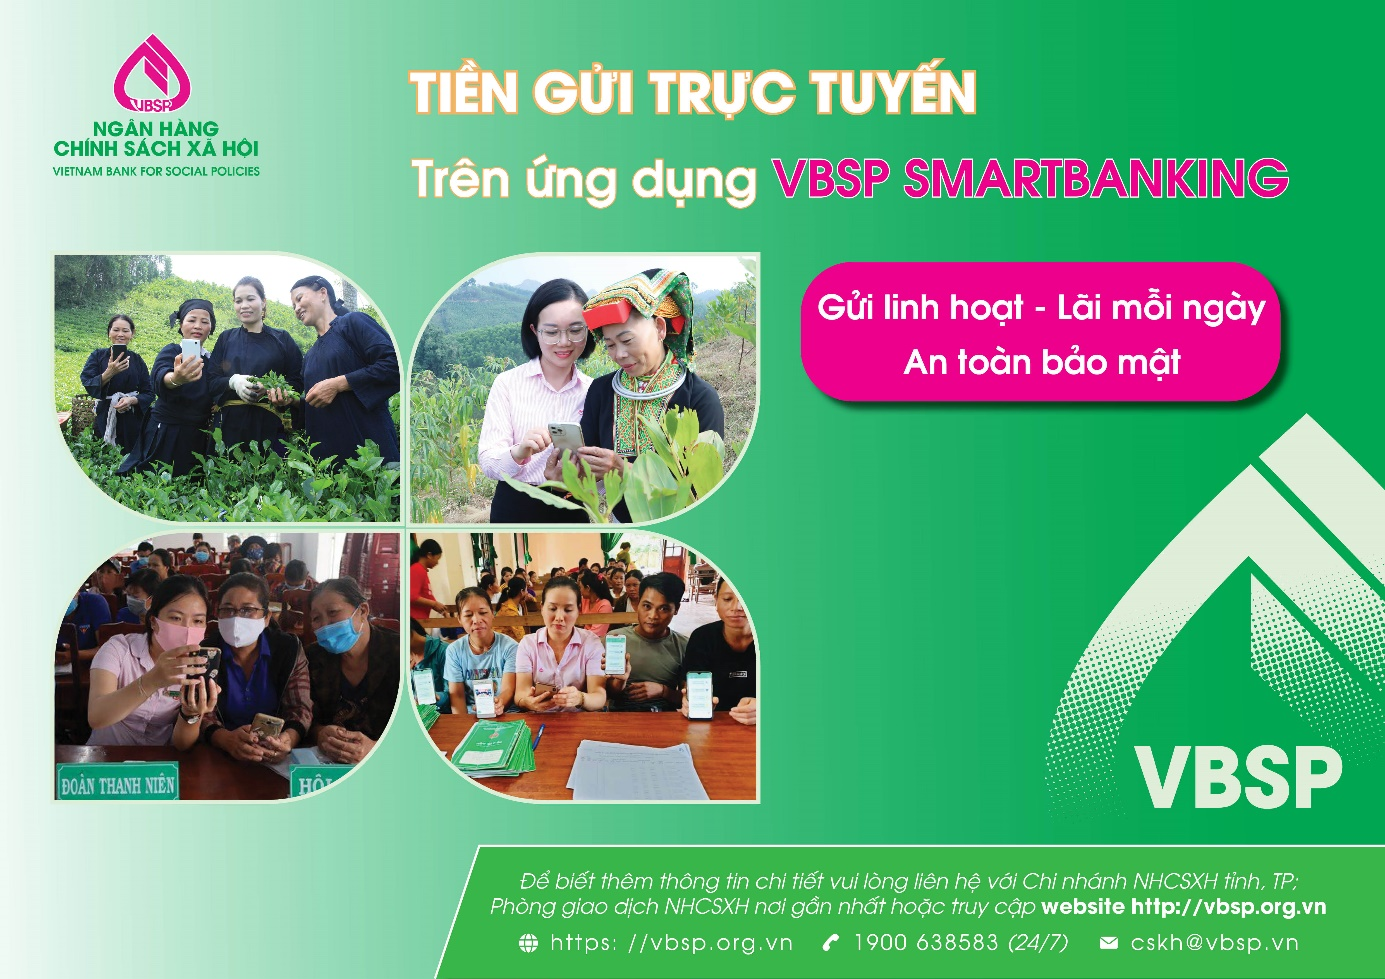 VBSP
NGÂN HÀNG
CHÍNH SÁCH XÃ HỘI
VIETNAM BANK FOR SOCIAL POLICIES
TIỀN GỬI TRỰC TUYẾN
Trên ứng dụng VBSP SMARTBANKING
Gửi linh hoạt - Lãi mỗi ngày
An toàn bảo mật
ĐOÀN THANH NIÊN
HỘI
VBSP
Để biết thêm thông tin chi tiết vui lòng liên hệ với Chi nhánh NHCSXH tỉnh, TP;
Phòng giao dịch NHCSXH nơi gần nhất hoặc truy cập website http://vbsp.org.vn
https: //vbsp.org.vn 1900 638583 (24/7) cskh@vbsp.vn